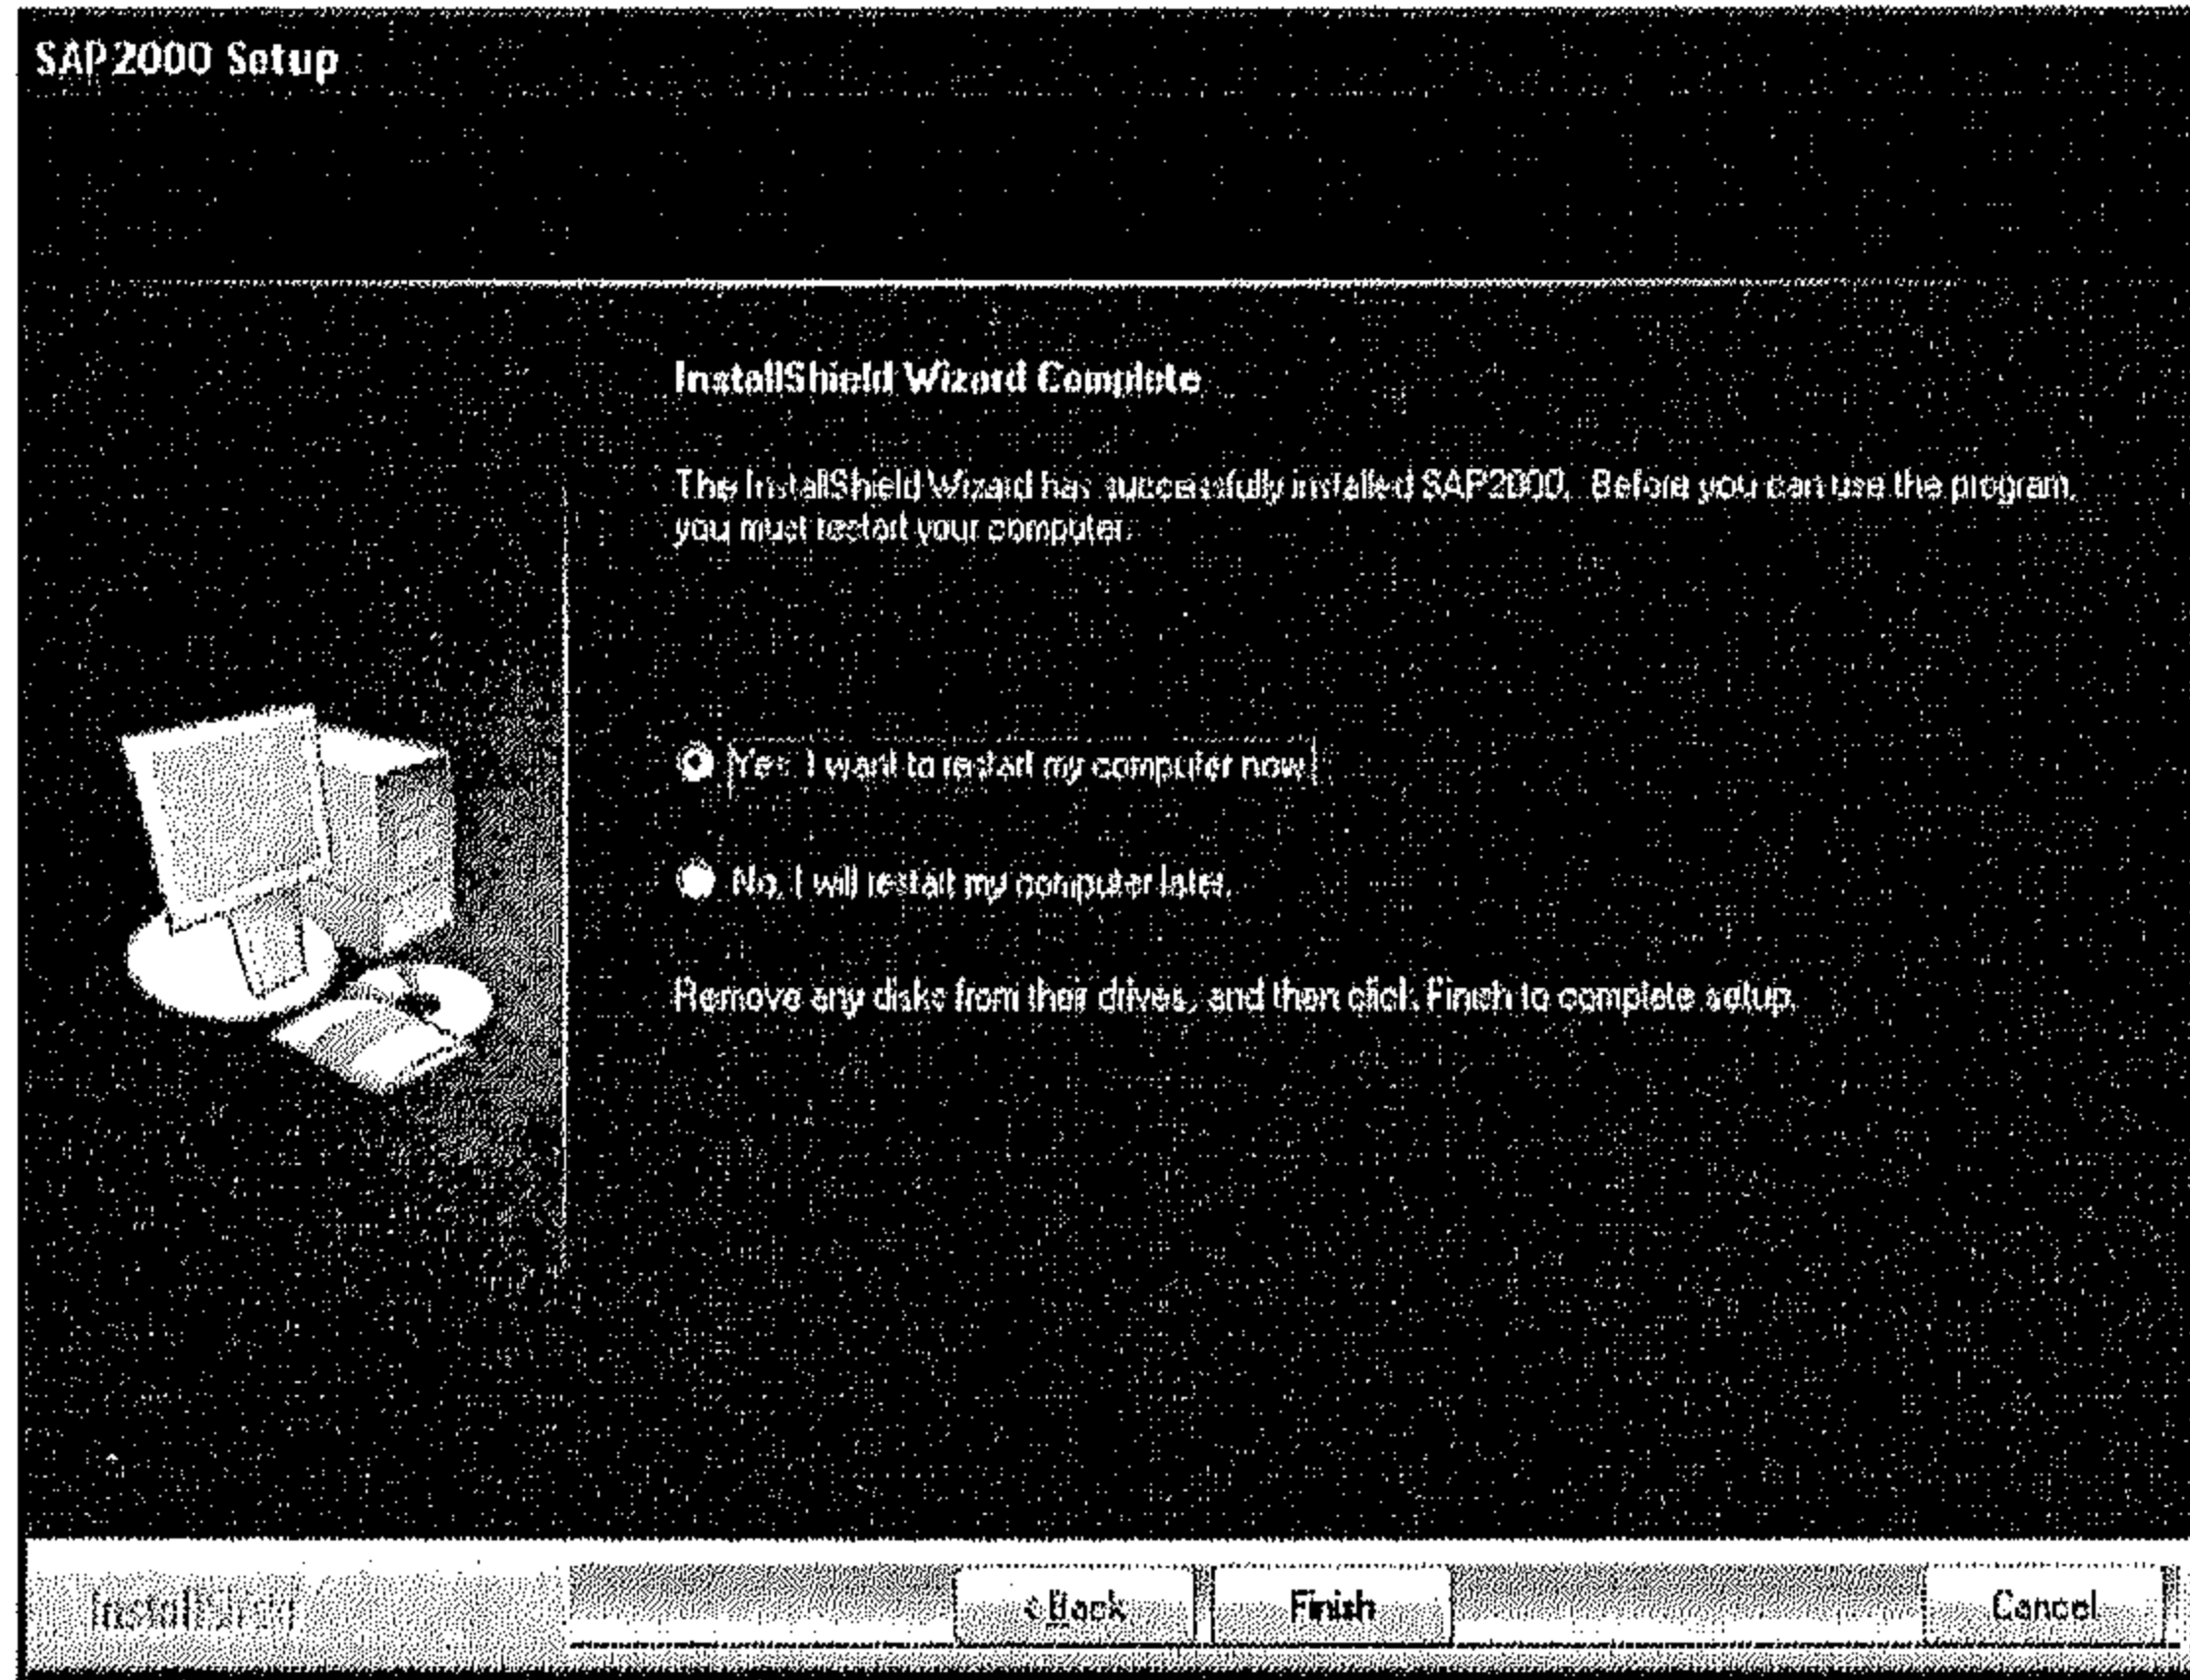 SAP2000 Setup
InstallShield Wizard Complete
The InstallShield Wizard has successfully installed SAP2000. Before you can use the program,
you must restart your computer.
Yes, I want to restart my computer now.
No, I will restart my computer later.
Remove any disks from their drives, and then click Finish to complete setup.
InstallShield
< Back
Finish
Cancel